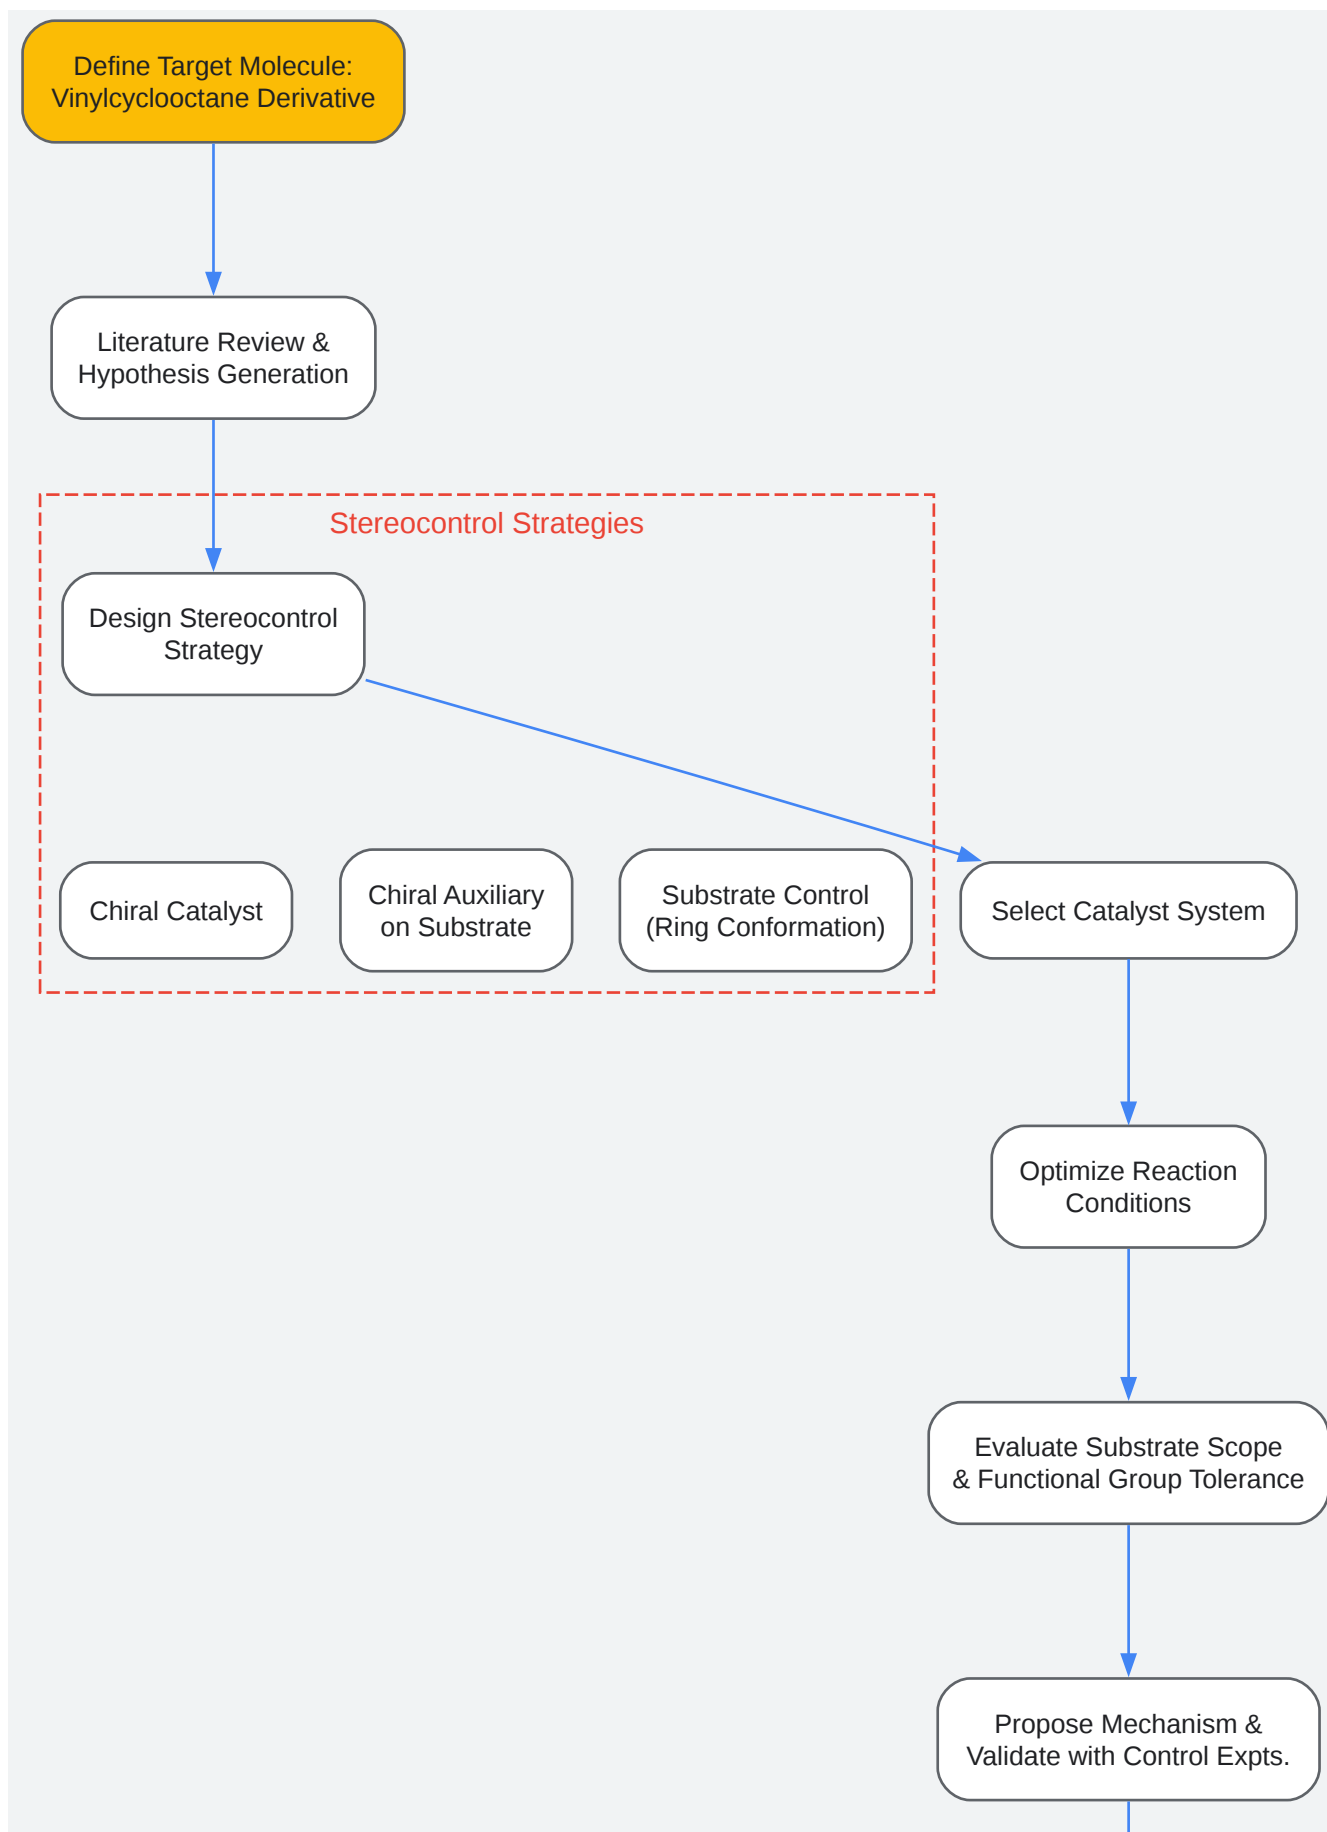 Define Target Molecule:
Vinylcyclooctane Derivative
Literature Review &
Hypothesis Generation
Stereocontrol Strategies
Design Stereocontrol
Strategy
Chiral Catalyst
Chiral Auxiliary
on Substrate
Substrate Control
(Ring Conformation)
Select Catalyst System
Optimize Reaction
Conditions
Evaluate Substrate Scope
& Functional Group Tolerance
Propose Mechanism &
Validate with Control Expts.